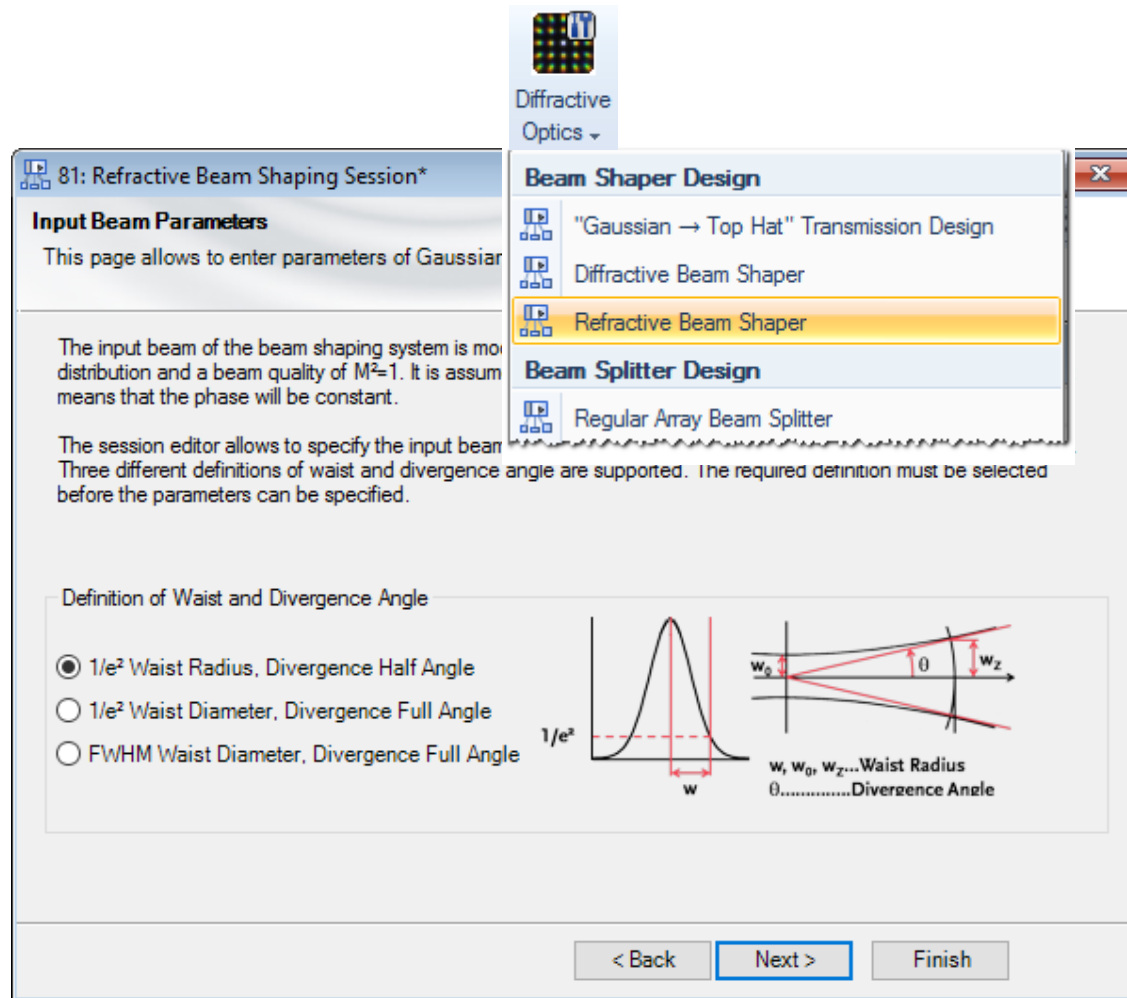 Diffractive
Optics
81: Refractive Beam Shaping Session*
Beam Shaper Design
"Gaussian → Top Hat" Transmission Design
Diffractive Beam Shaper
Refractive Beam Shaper
Beam Splitter Design
Regular Array Beam Splitter
Input Beam Parameters
This page allows to enter parameters of Gaussian
The input beam of the beam shaping system is
distribution and a beam quality of M²=1. It is
means that the phase will be constant.
The session editor allows to specify the input beam
Three different definitions of waist and divergence angle are supported. The required definition must be selected
before the parameters can be specified.
Definition of Waist and Divergence Angle
1/e² Waist Radius, Divergence Half Angle
1/e² Waist Diameter, Divergence Full Angle
FWHM Waist Diameter, Divergence Full Angle
1/e²
w
w₀
θ
w_Z
w, w₀, w_Z...Waist Radius
θ..............Divergence Angle
< Back
Next >
Finish